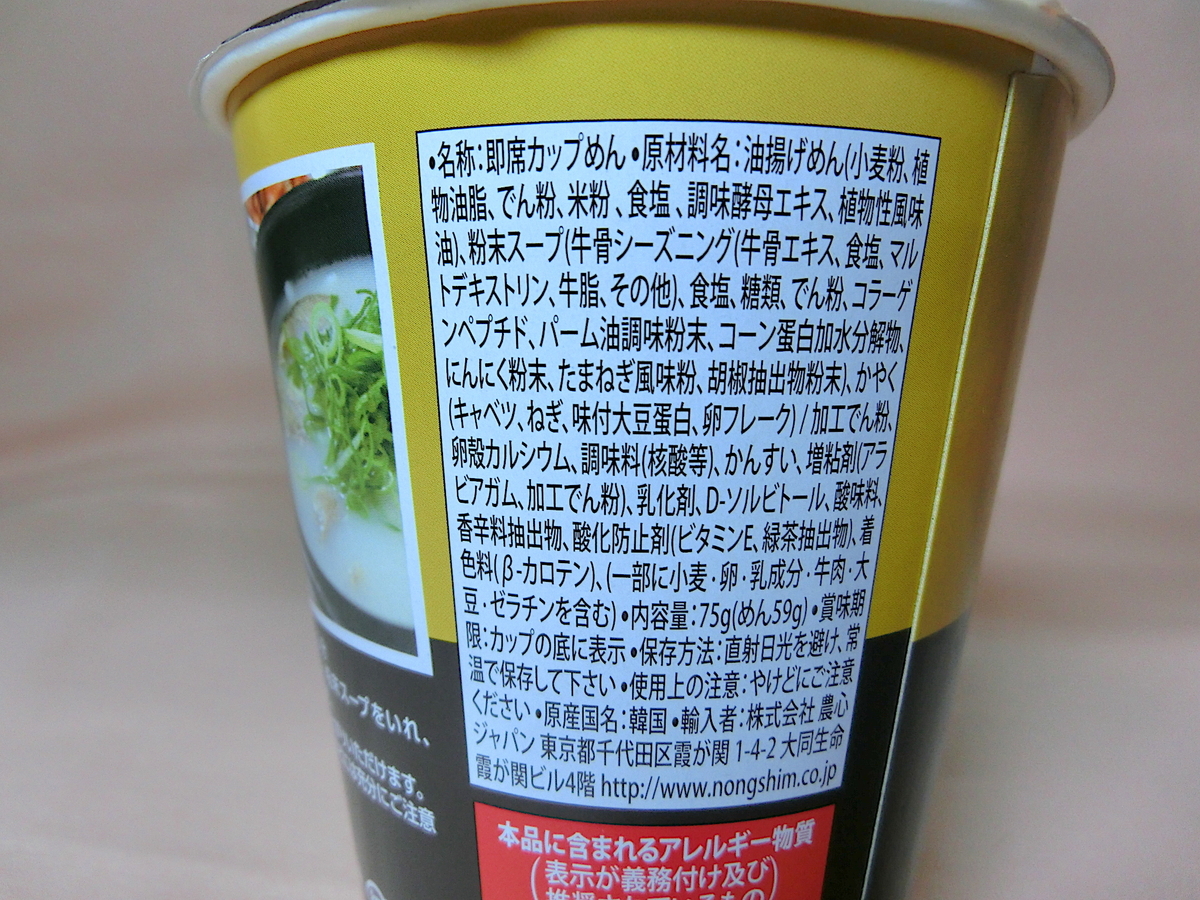 •名称:即席カップめん•原材料名:油揚げめん(小麦粉、植
物油脂、でん粉、米粉、食塩、調味酵母エキス、植物性風味
油)、粉末スープ(牛骨シーズニング(牛骨エキス、食塩、マル
トデキストリン、牛脂、その他)、食塩、糖類、でん粉、コラーゲ
ンペプチド、パーム油調味粉末、コーン蛋白加水分解物、
にんにく粉末、たまねぎ風味粉、胡椒抽出物粉末)、かやく
(キャベツ、ねぎ、味付大豆蛋白、卵フレーク) / 加工でん粉、
卵殻カルシウム、調味料(核酸等)、かんすい、増粘剤(アラ
ビアガム、加工でん粉)、乳化剤、D-ソルビトール、酸味料、
香辛料抽出物、酸化防止剤(ビタミンE、緑茶抽出物)、着
色料(β-カロテン)、(一部に小麦・卵・乳成分・牛肉・大
豆・ゼラチンを含む)•内容量:75g(めん59g)•賞味期
限:カップの底に表示•保存方法:直射日光を避け、常
温で保存して下さい•使用上の注意:やけどにご注意
ください•原産国名:韓国•輸入者:株式会社 農心
ジャパン 東京都千代田区霞が関 1-4-2 大同生命
霞が関ビル4階 http://www.nongshim.co.jp
本品に含まれるアレルギー物質
(表示が義務付け及び
推奨されているもの
スープをいれ、
いただけます。
は充分にご注意